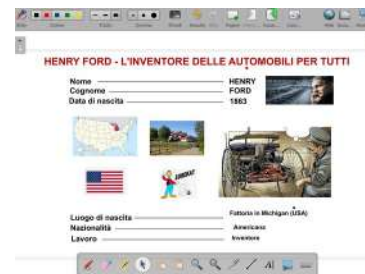 HENRY FORD - L'INVENTORE DELLE AUTOMOBILI PER TUTTI
Nome HENRY
Cognome FORD
Data di nascita 1863
Luogo di nascita Fattoria in Michigan (USA)
Nazionalità Americano
Lavoro Inventore